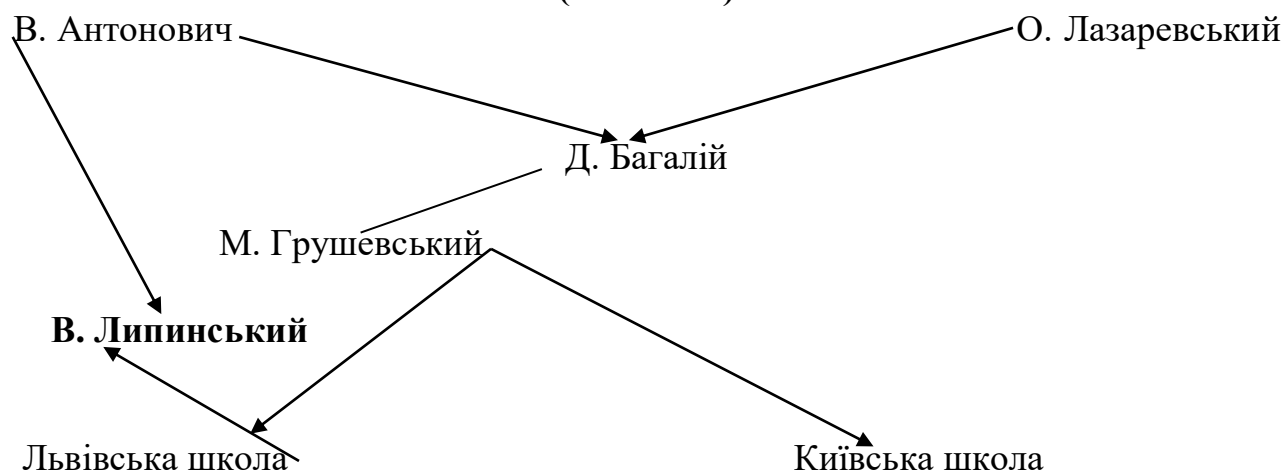 В. Антонович О. Лазаревський
Д. Багалій
М. Грушевський
В. Липинський
Львівська школа Київська школа